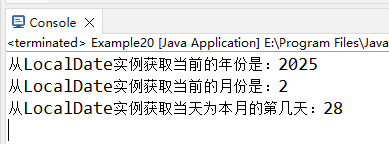 Console
<terminated> Example20 [Java Application] E:\Program Files\Java
从LocalDate实例获取当前的年份是：2025
从LocalDate实例获取当前的月份是：2
从LocalDate实例获取当天为本月的第几天：28